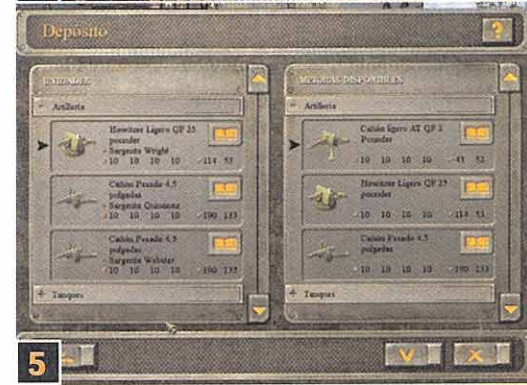 Depósito
?
UNIDADES
- Artillería
Howitzer Ligero QF 25
pounder
- Sargento Wright
10 10 10 10 114 53
Cañón Pesado 4,5
pulgadas
- Sargento Quinonez
10 10 10 10 190 133
Cañón Pesado 4,5
pulgadas
- Sargento Webster
10 10 10 10 190 133
+ Tanques
MEJORAS DISPONIBLES
- Artillería
Cañón ligero AT QF 2
Pounder
10 10 10 10 43 52
Howitzer Ligero QF 25
pounder
10 10 10 10 114 53
Cañón Pesado 4,5
pulgadas
10 10 10 10 190 133
+ Tanques
5